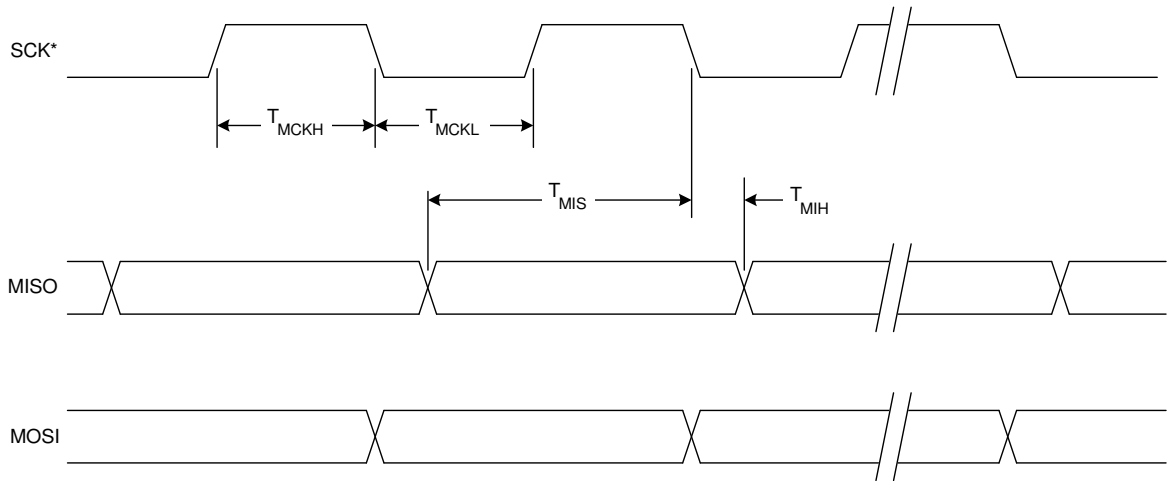 SCK*
T MCKH
T MCKL
T MIS
T MIH
MISO
MOSI